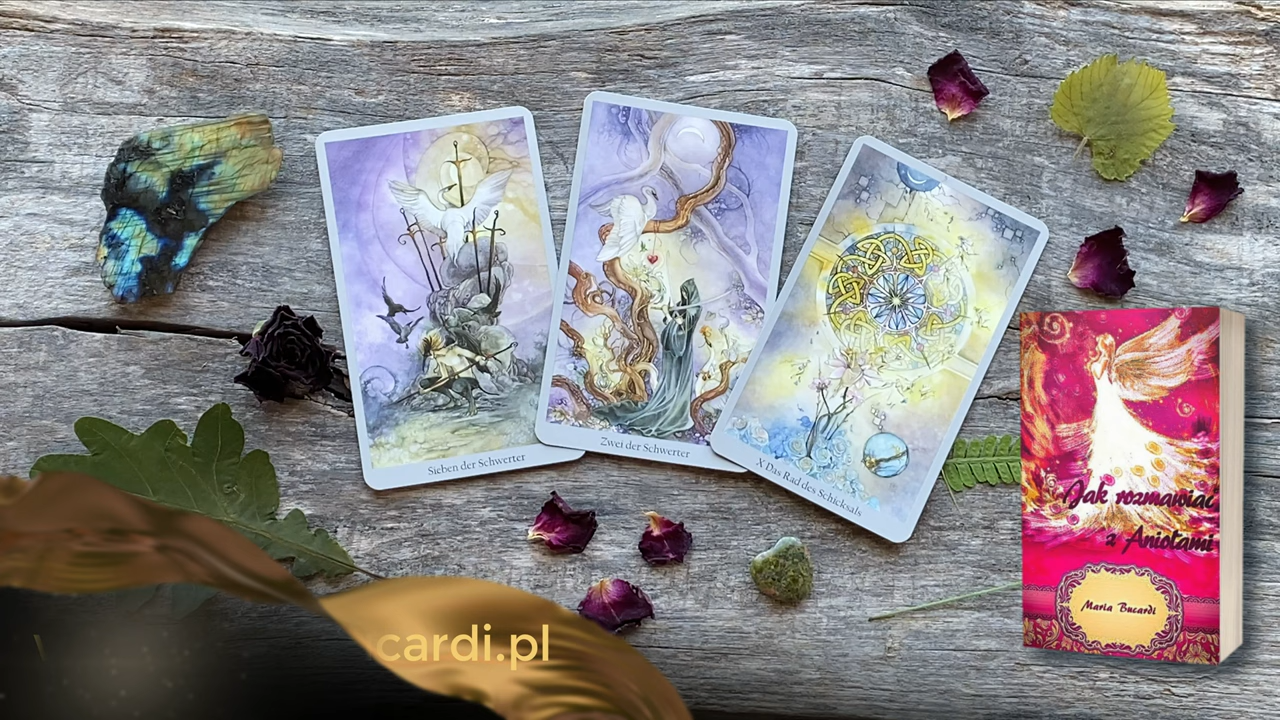 Sieben der Schwerter
Zwei der Schwerter
X Das Rad des Schicksals
Jak rozmawiać
z Aniołami
Maria Bucardi
cardi.pl